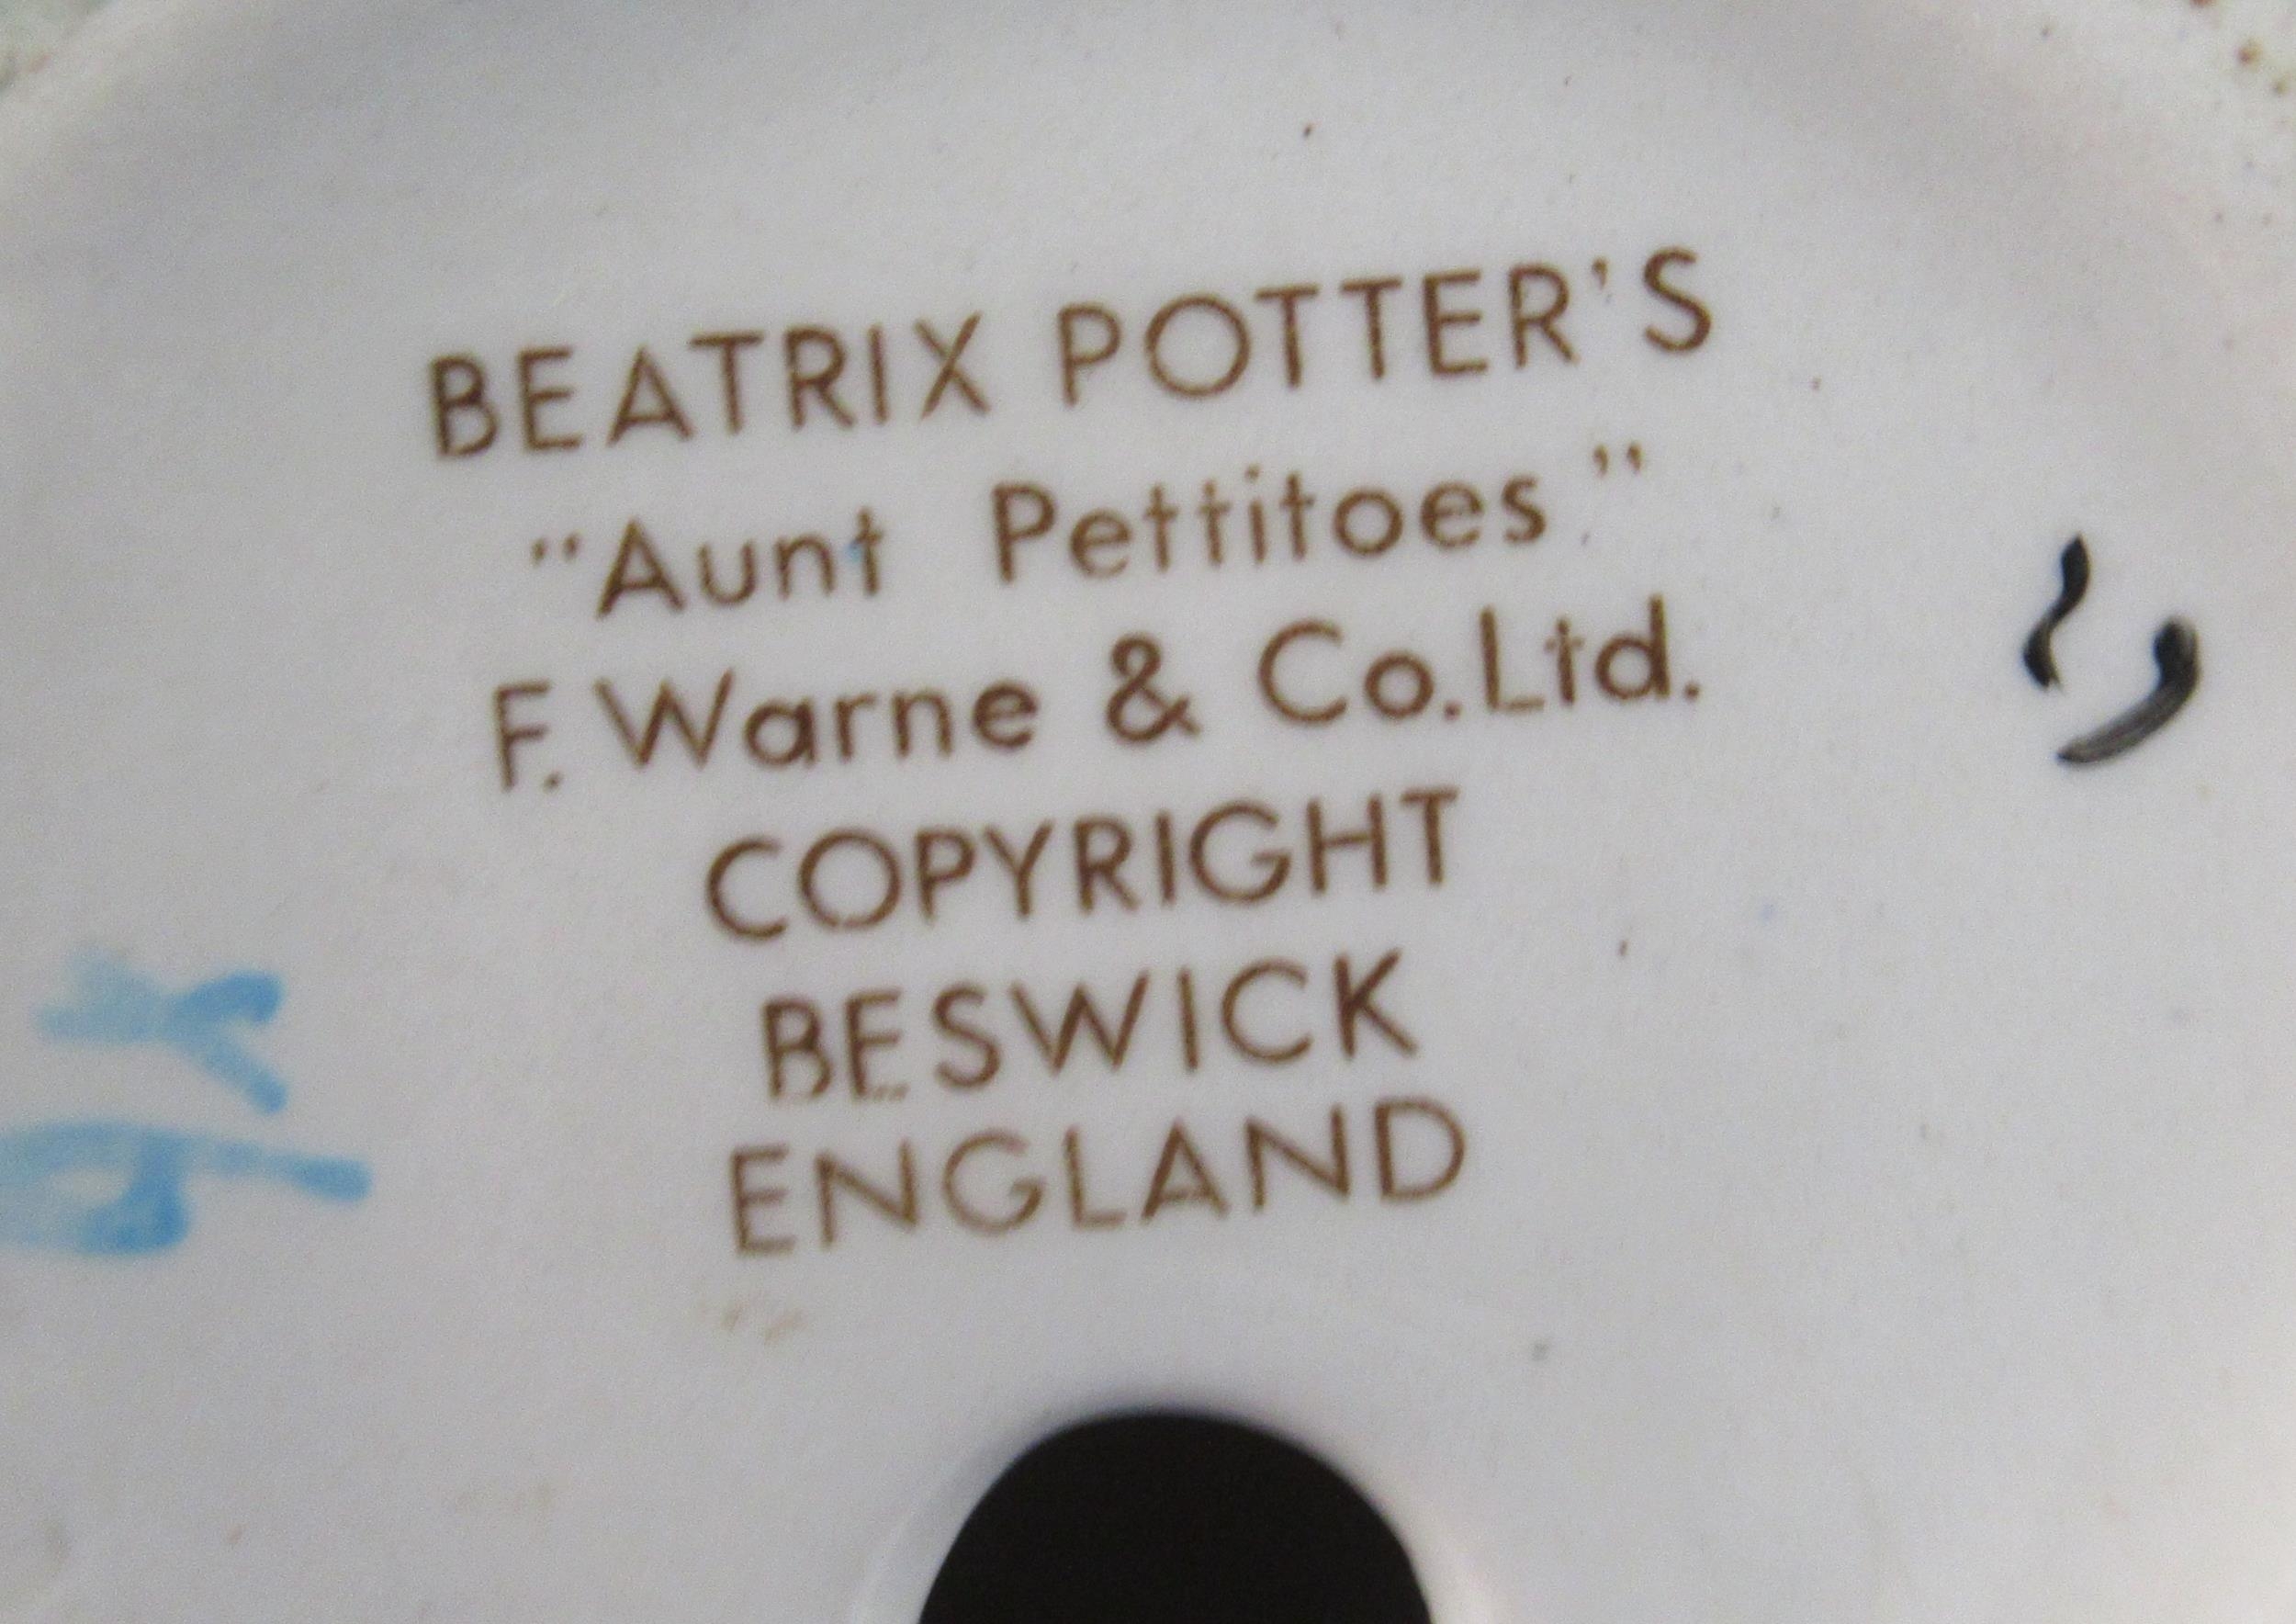 BEATRIX POTTER'S
"Aunt Pettitoes"
F. Warne & Co. Ltd.
COPYRIGHT
BESWICK
ENGLAND